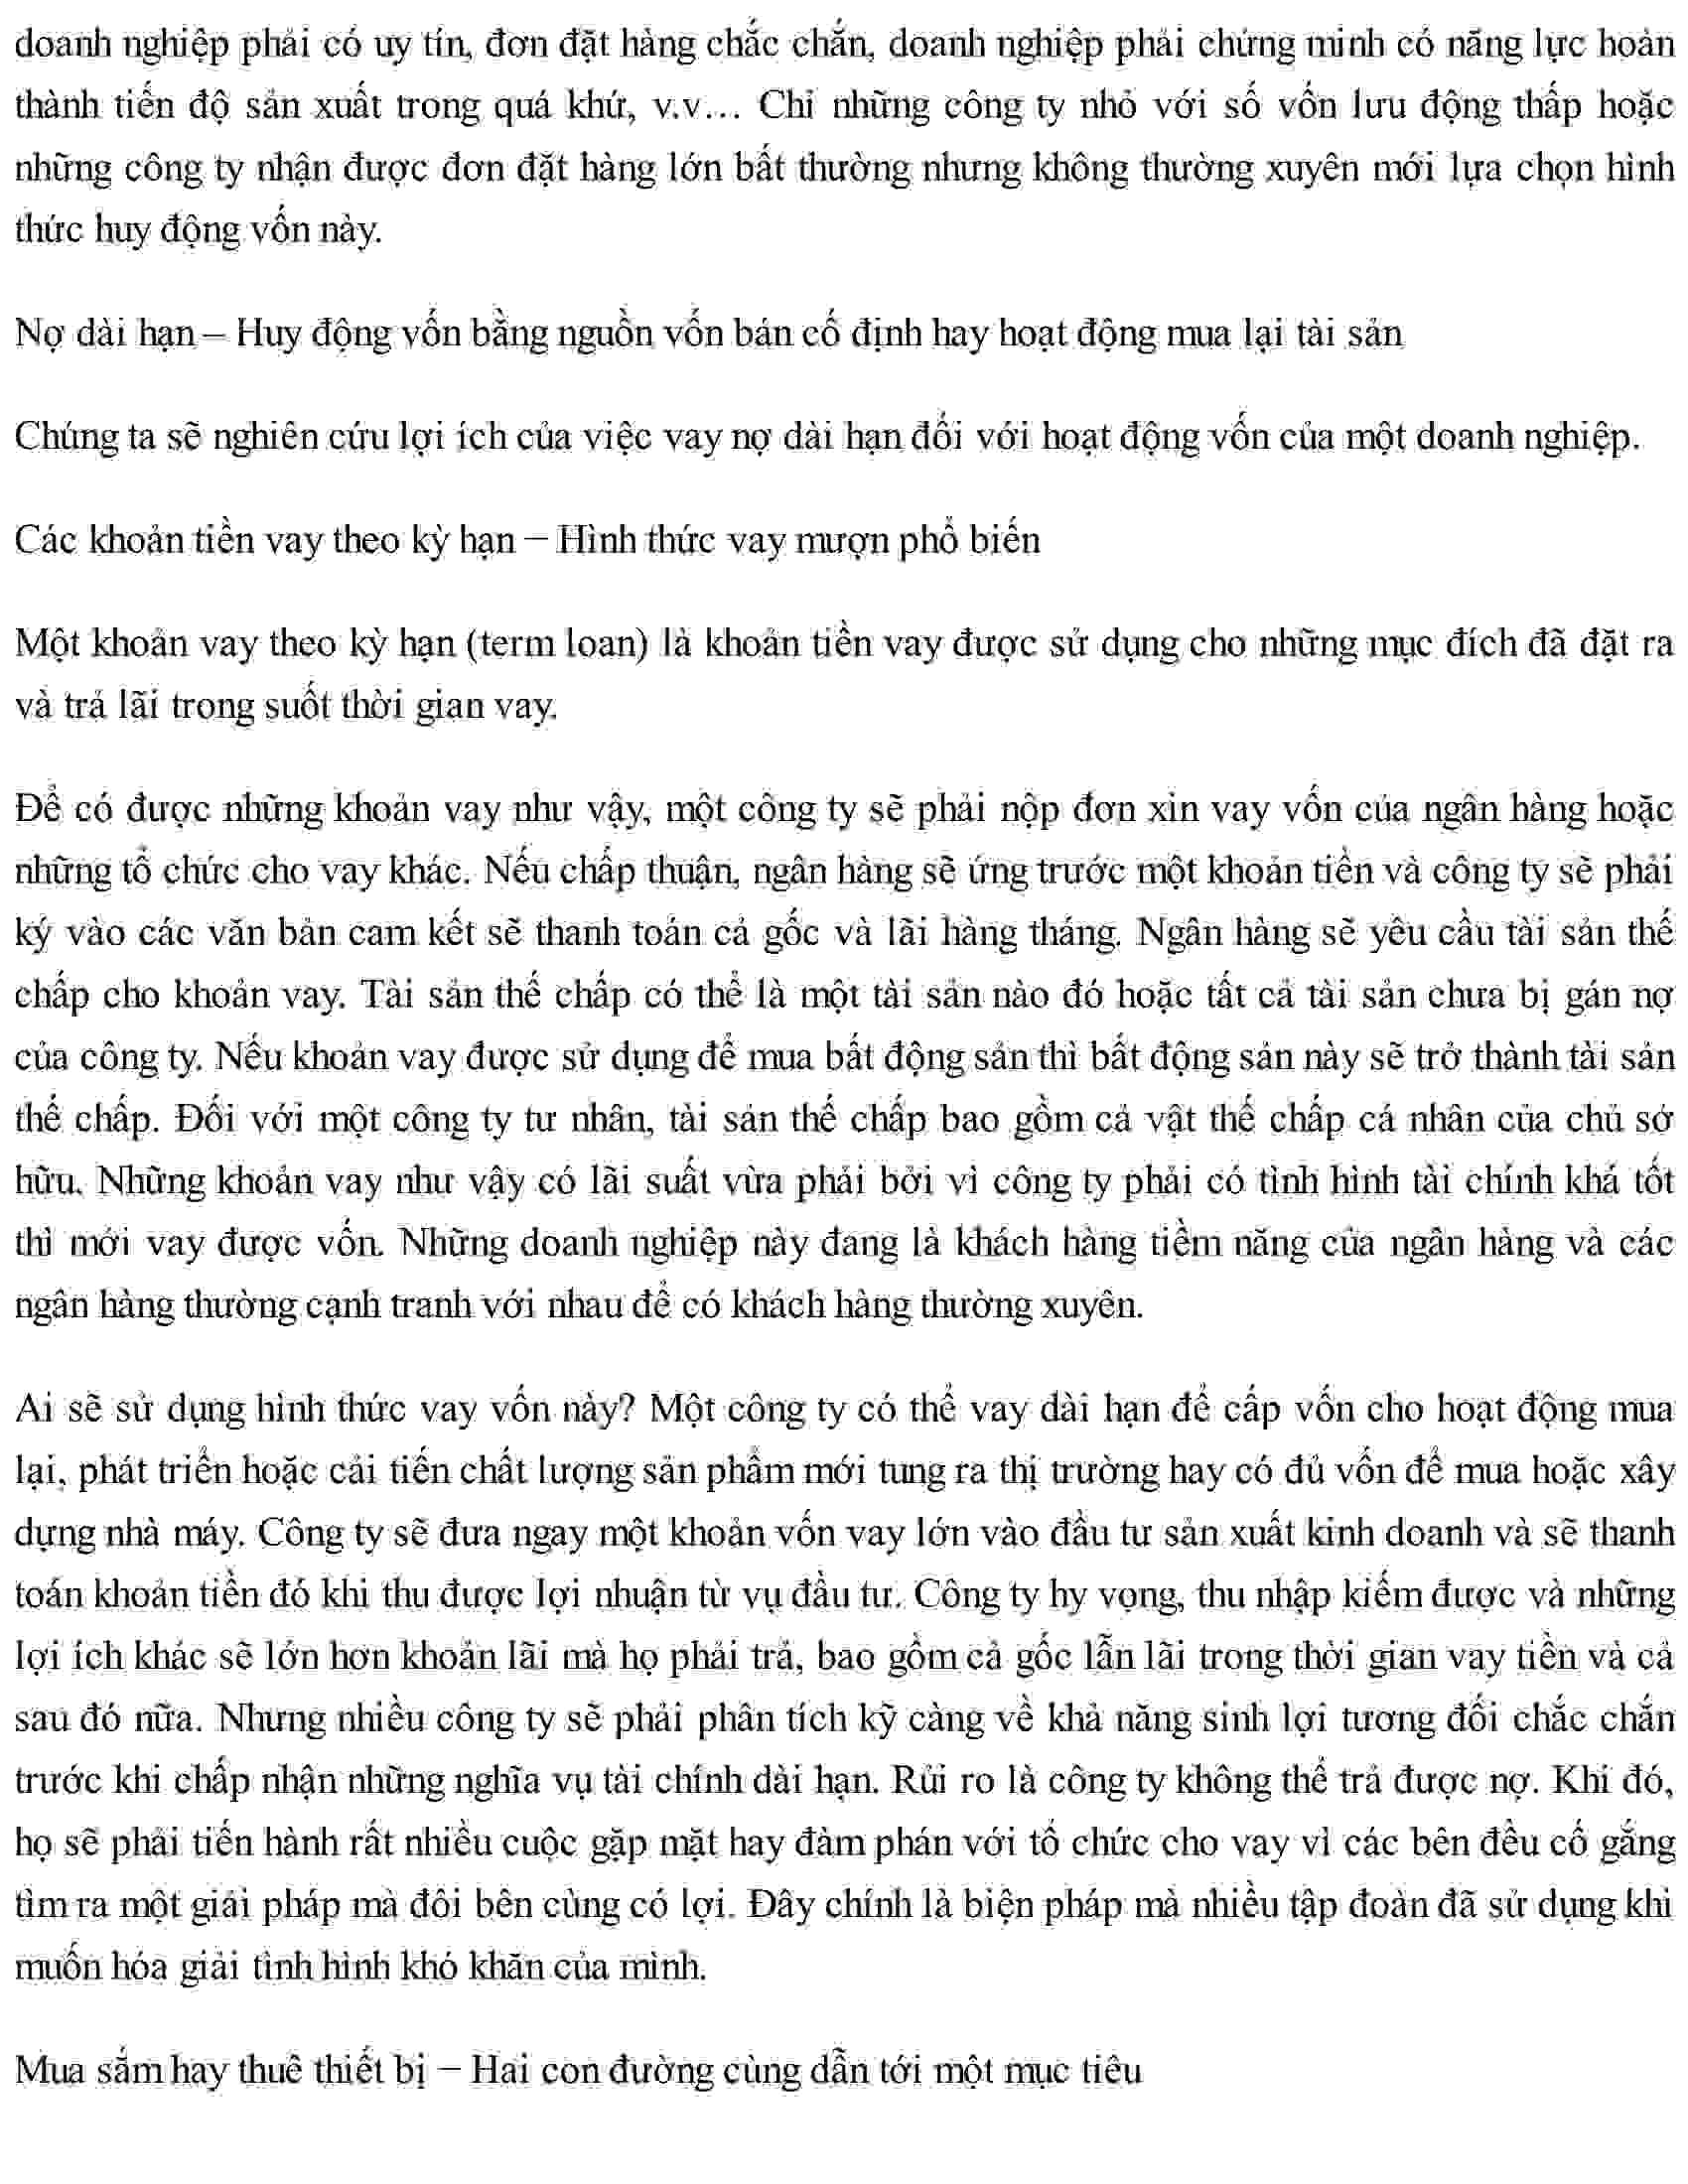 doanh nghiệp phải có uy tín, đơn đặt hàng chắc chắn, doanh nghiệp phải chứng minh có năng lực hoàn
thành tiến độ sản xuất trong quá khứ, v.v… Chỉ những công ty nhỏ với số vốn lưu động thấp hoặc
những công ty nhận được đơn đặt hàng lớn bất thường nhưng không thường xuyên mới lựa chọn hình
thức huy động vốn này.
Nợ dài hạn – Huy động vốn bằng nguồn vốn bán cố định hay hoạt động mua lại tài sản
Chúng ta sẽ nghiên cứu lợi ích của việc vay nợ dài hạn đối với hoạt động vốn của một doanh nghiệp.
Các khoản tiền vay theo kỳ hạn – Hình thức vay mượn phổ biến
Một khoản vay theo kỳ hạn (term loan) là khoản tiền vay được sử dụng cho những mục đích đã đặt ra
và trả lãi trong suốt thời gian vay.
Để có được những khoản vay như vậy, một công ty sẽ phải nộp đơn xin vay vốn của ngân hàng hoặc
những tổ chức cho vay khác. Nếu chấp thuận, ngân hàng sẽ ứng trước một khoản tiền và công ty sẽ phải
ký vào các văn bản cam kết sẽ thanh toán cả gốc và lãi hàng tháng. Ngân hàng sẽ yêu cầu tài sản thế
chấp cho khoản vay. Tài sản thế chấp có thể là một tài sản nào đó hoặc tất cả tài sản chưa bị gán nợ
của công ty. Nếu khoản vay được sử dụng để mua bất động sản thì bất động sản này sẽ trở thành tài sản
thế chấp. Đối với một công ty tư nhân, tài sản thế chấp bao gồm cả vật thế chấp cá nhân của chủ sở
hữu. Những khoản vay như vậy có lãi suất vừa phải bởi vì công ty phải có tình hình tài chính khá tốt
thì mới vay được vốn. Những doanh nghiệp này đang là khách hàng tiềm năng của ngân hàng và các
ngân hàng thường cạnh tranh với nhau để có khách hàng thường xuyên.
Ai sẽ sử dụng hình thức vay vốn này? Một công ty có thể vay dài hạn để cấp vốn cho hoạt động mua
lại, phát triển hoặc cải tiến chất lượng sản phẩm mới tung ra thị trường hay có đủ vốn để mua hoặc xây
dựng nhà máy. Công ty sẽ đưa ngay một khoản vốn vay lớn vào đầu tư sản xuất kinh doanh và sẽ thanh
toán khoản tiền đó khi thu được lợi nhuận từ vụ đầu tư. Công ty hy vọng, thu nhập kiếm được và những
lợi ích khác sẽ lớn hơn khoản lãi mà họ phải trả, bao gồm cả gốc lẫn lãi trong thời gian vay tiền và cả
sau đó nữa. Nhưng nhiều công ty sẽ phải phân tích kỹ càng về khả năng sinh lợi tương đối chắc chắn
trước khi chấp nhận những nghĩa vụ tài chính dài hạn. Rủi ro là công ty không thể trả được nợ. Khi đó,
họ sẽ phải tiến hành rất nhiều cuộc gặp mặt hay đàm phán với tổ chức cho vay vì các bên đều cố gắng
tìm ra một giải pháp mà đôi bên cùng có lợi. Đây chính là biện pháp mà nhiều tập đoàn đã sử dụng khi
muốn hóa giải tình hình khó khăn của mình.
Mua sắm hay thuê thiết bị – Hai con đường cùng dẫn tới một mục tiêu